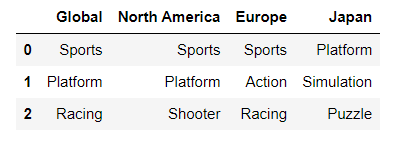 Global North America Europe Japan
0 Sports Sports Sports Platform
1 Platform Platform Action Simulation
2 Racing Shooter Racing Puzzle